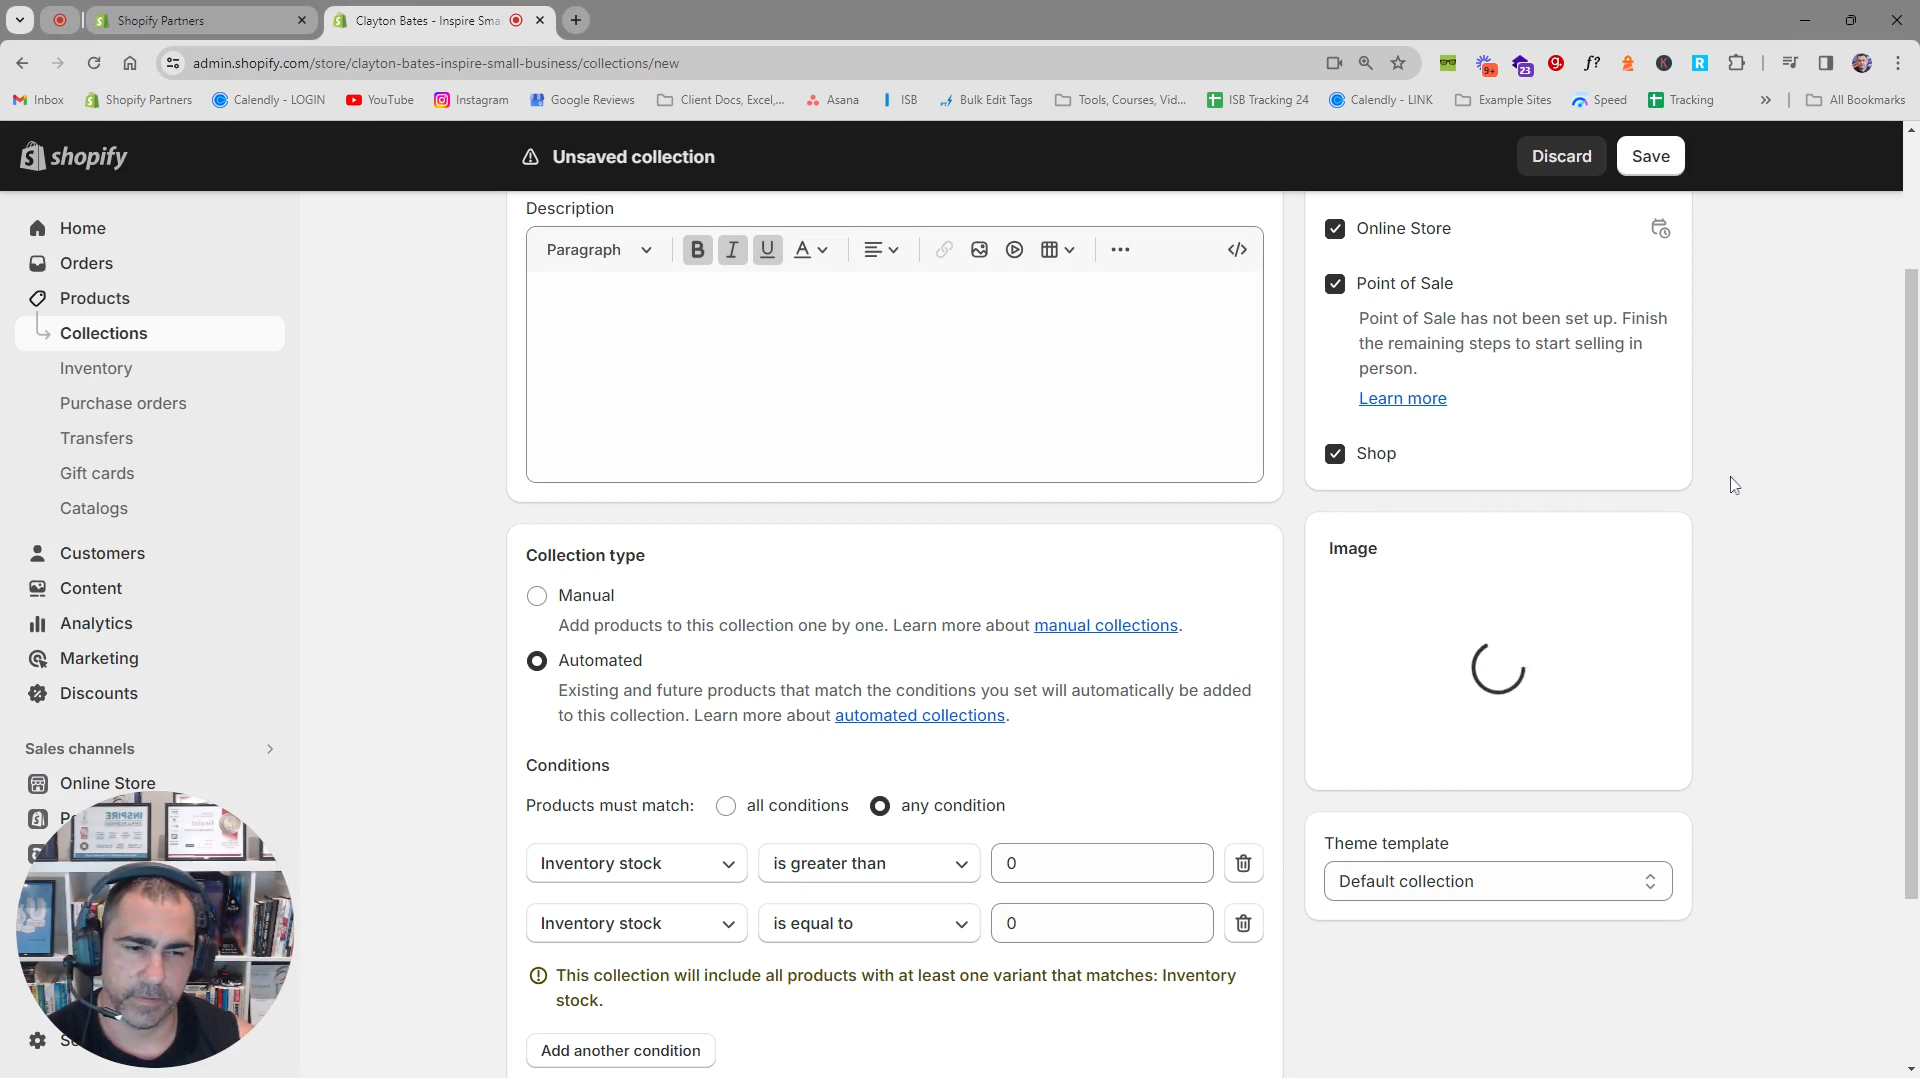 Shopify Partners
Clayton Bates - Inspire Sma
admin.shopify.com/store/clayton-bates-inspire-small-business/collections/new
9+
23
Inbox
Shopify Partners
Calendly - LOGIN
YouTube
Instagram
Google Reviews
Client Docs, Excel,...
Asana
ISB
Bulk Edit Tags
Tools, Courses, Vid...
ISB Tracking 24
Calendly - LINK
Example Sites
Speed
Tracking
All Bookmarks
shopify
Unsaved collection
Discard
Save
Home
Orders
Products
Collections
Inventory
Purchase orders
Transfers
Gift cards
Catalogs
Customers
Content
Analytics
Marketing
Discounts
Sales channels
Online Store
Description
Paragraph
B I U A
Collection type
Manual
Add products to this collection one by one. Learn more about manual collections.
Automated
Existing and future products that match the conditions you set will automatically be added
to this collection. Learn more about automated collections.
Conditions
Products must match: all conditions any condition
Inventory stock is greater than 0
Inventory stock is equal to 0
This collection will include all products with at least one variant that matches: Inventory
stock.
Add another condition
Online Store
Point of Sale
Point of Sale has not been set up. Finish
the remaining steps to start selling in
person.
Learn more
Shop
Image
Theme template
Default collection